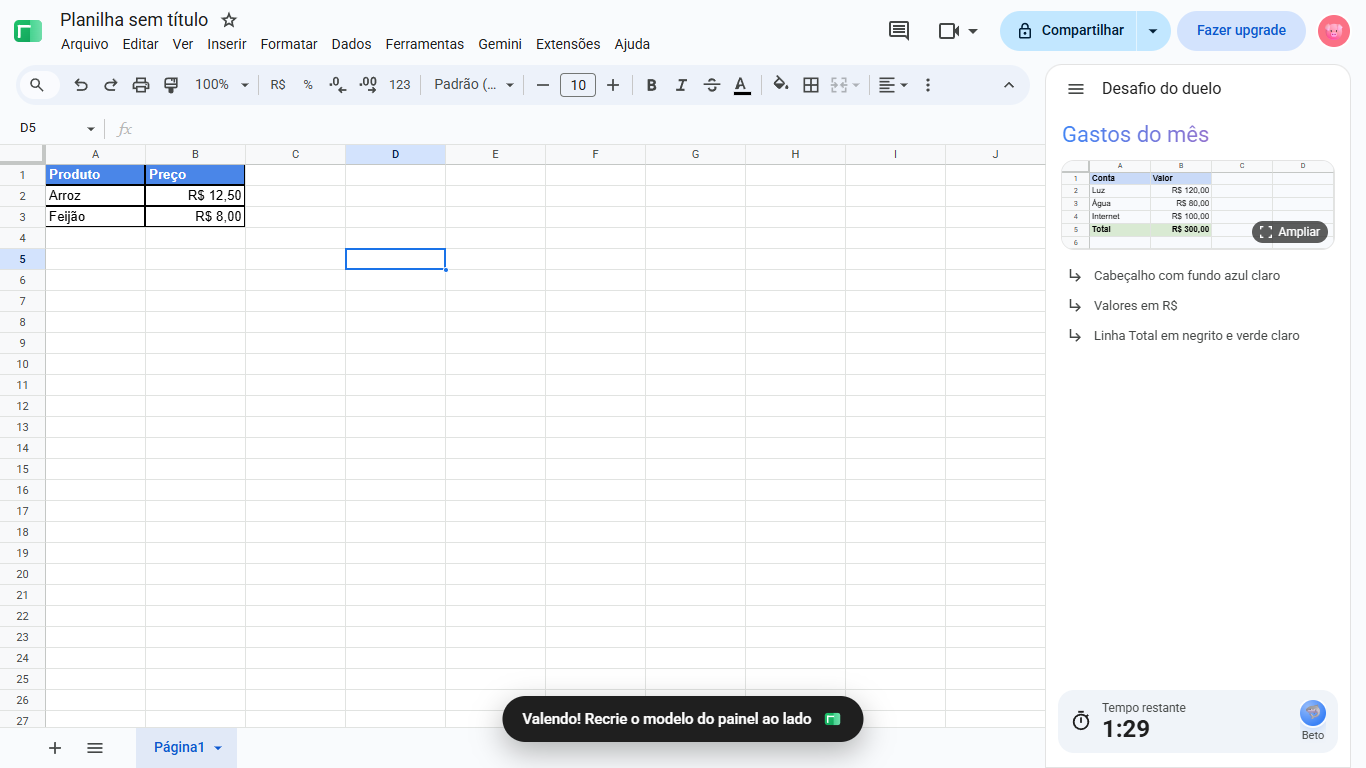 Planilha sem título
Arquivo Editar Ver Inserir Formatar Dados Ferramentas Gemini Extensões Ajuda
Compartilhar
Fazer upgrade
100% R$ % .0 .00 123 Padrão (... 10 B I S A
D5 fx
A B C D E F G H I J
1 Produto Preço
2 Arroz R$ 12,50
3 Feijão R$ 8,00
4
5
6
7
8
9
10
11
12
13
14
15
16
17
18
19
20
21
22
23
24
25
26
27
Página1
Valendo! Recrie o modelo do painel ao lado
Desafio do duelo
Gastos do mês
A B C D
1 Conta Valor
2 Luz R$ 120,00
3 Água R$ 80,00
4 Internet R$ 100,00
5 Total R$ 300,00
6
Ampliar
Cabeçalho com fundo azul claro
Valores em R$
Linha Total em negrito e verde claro
Tempo restante
1:29
Beto